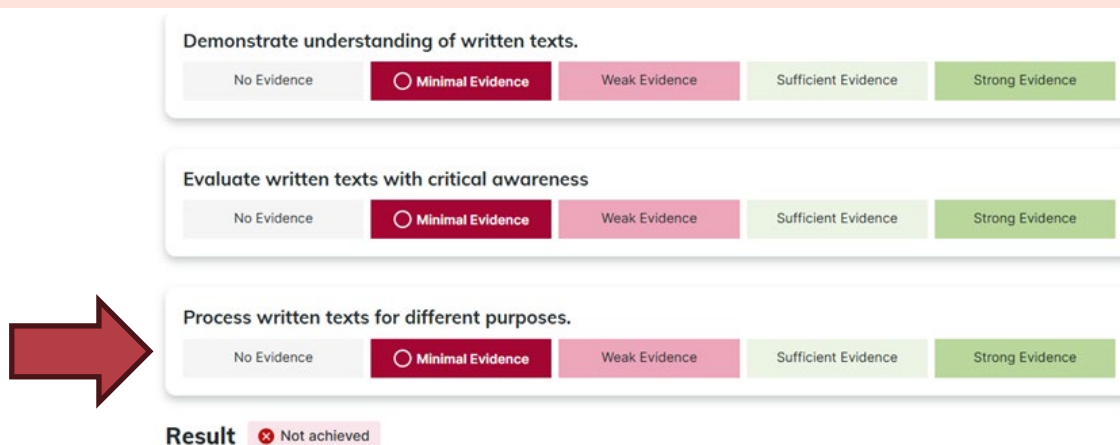 Demonstrate understanding of written texts.
No Evidence Minimal Evidence Weak Evidence Sufficient Evidence Strong Evidence
Evaluate written texts with critical awareness
No Evidence Minimal Evidence Weak Evidence Sufficient Evidence Strong Evidence
Process written texts for different purposes.
No Evidence Minimal Evidence Weak Evidence Sufficient Evidence Strong Evidence
Result Not achieved